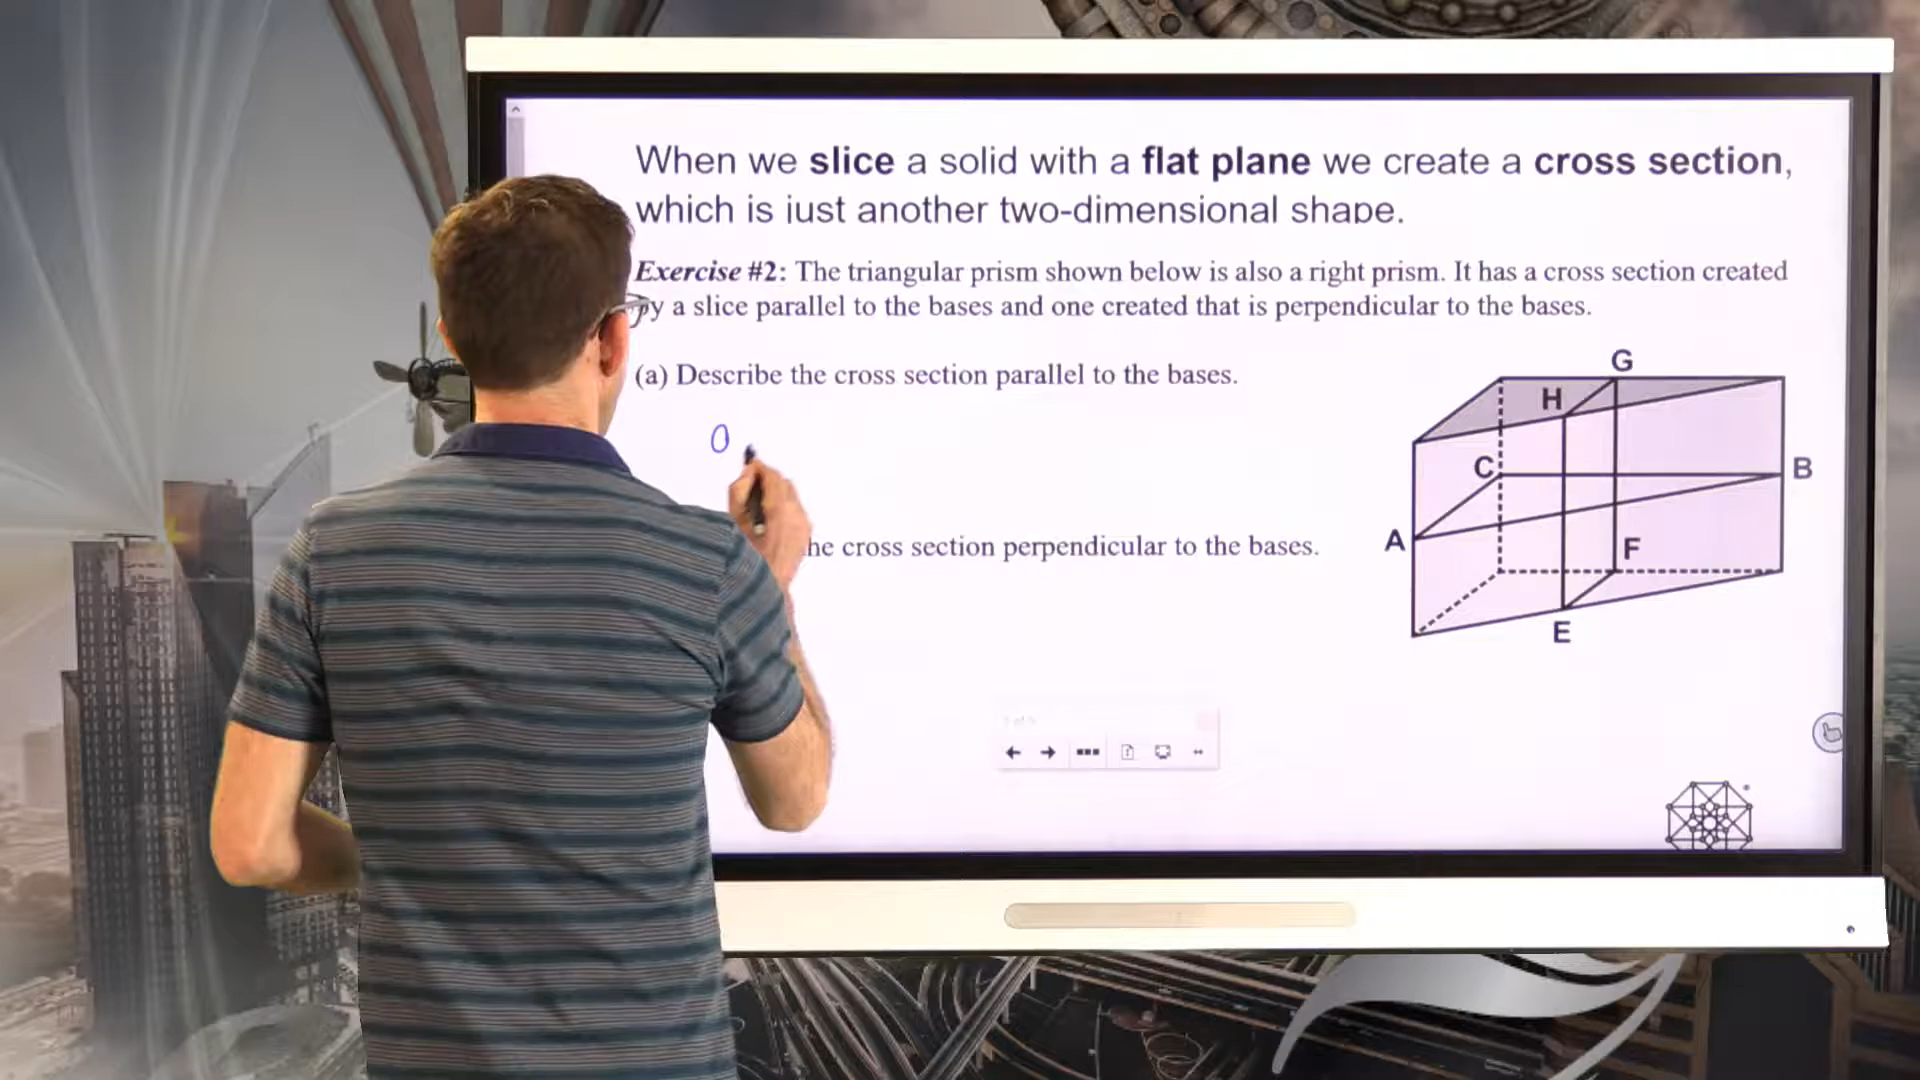 When we slice a solid with a flat plane we create a cross section,
which is just another two-dimensional shape.
Exercise #2: The triangular prism shown below is also a right prism. It has a cross section created
by a slice parallel to the bases and one created that is perpendicular to the bases.
(a) Describe the cross section parallel to the bases.
G
H
C
B
A
F
he cross section perpendicular to the bases.
E